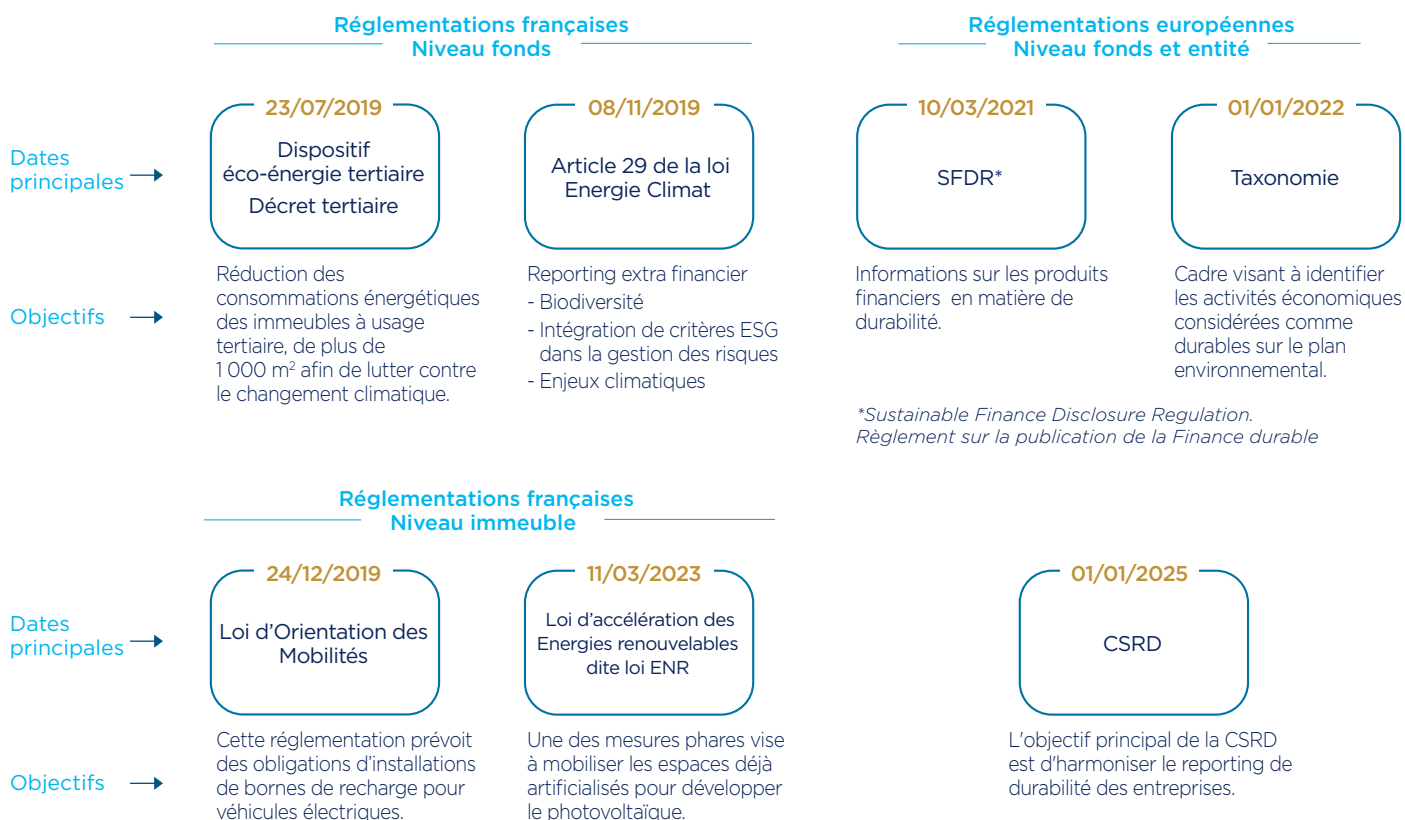 Réglementations françaises
Niveau fonds
Réglementations européennes
Niveau fonds et entité
Dates
principales
23/07/2019
Dispositif
éco-énergie tertiaire
Décret tertiaire
08/11/2019
Article 29 de la loi
Energie Climat
10/03/2021
SFDR*
01/01/2022
Taxonomie
Objectifs
Réduction des
consommations énergétiques
des immeubles à usage
tertiaire, de plus de
1 000 m² afin de lutter contre
le changement climatique.
Reporting extra financier
- Biodiversité
- Intégration de critères ESG
dans la gestion des risques
- Enjeux climatiques
Informations sur les produits
financiers en matière de
durabilité.
Cadre visant à identifier
les activités économiques
considérées comme
durables sur le plan
environnemental.
*Sustainable Finance Disclosure Regulation.
Règlement sur la publication de la Finance durable
Réglementations françaises
Niveau immeuble
Dates
principales
24/12/2019
Loi d’Orientation des
Mobilités
11/03/2023
Loi d’accélération des
Energies renouvelables
dite loi ENR
01/01/2025
CSRD
Objectifs
Cette réglementation prévoit
des obligations d’installations
de bornes de recharge pour
véhicules électriques.
Une des mesures phares vise
à mobiliser les espaces déjà
artificialisés pour développer
le photovoltaïque.
L'objectif principal de la CSRD
est d'harmoniser le reporting de
durabilité des entreprises.